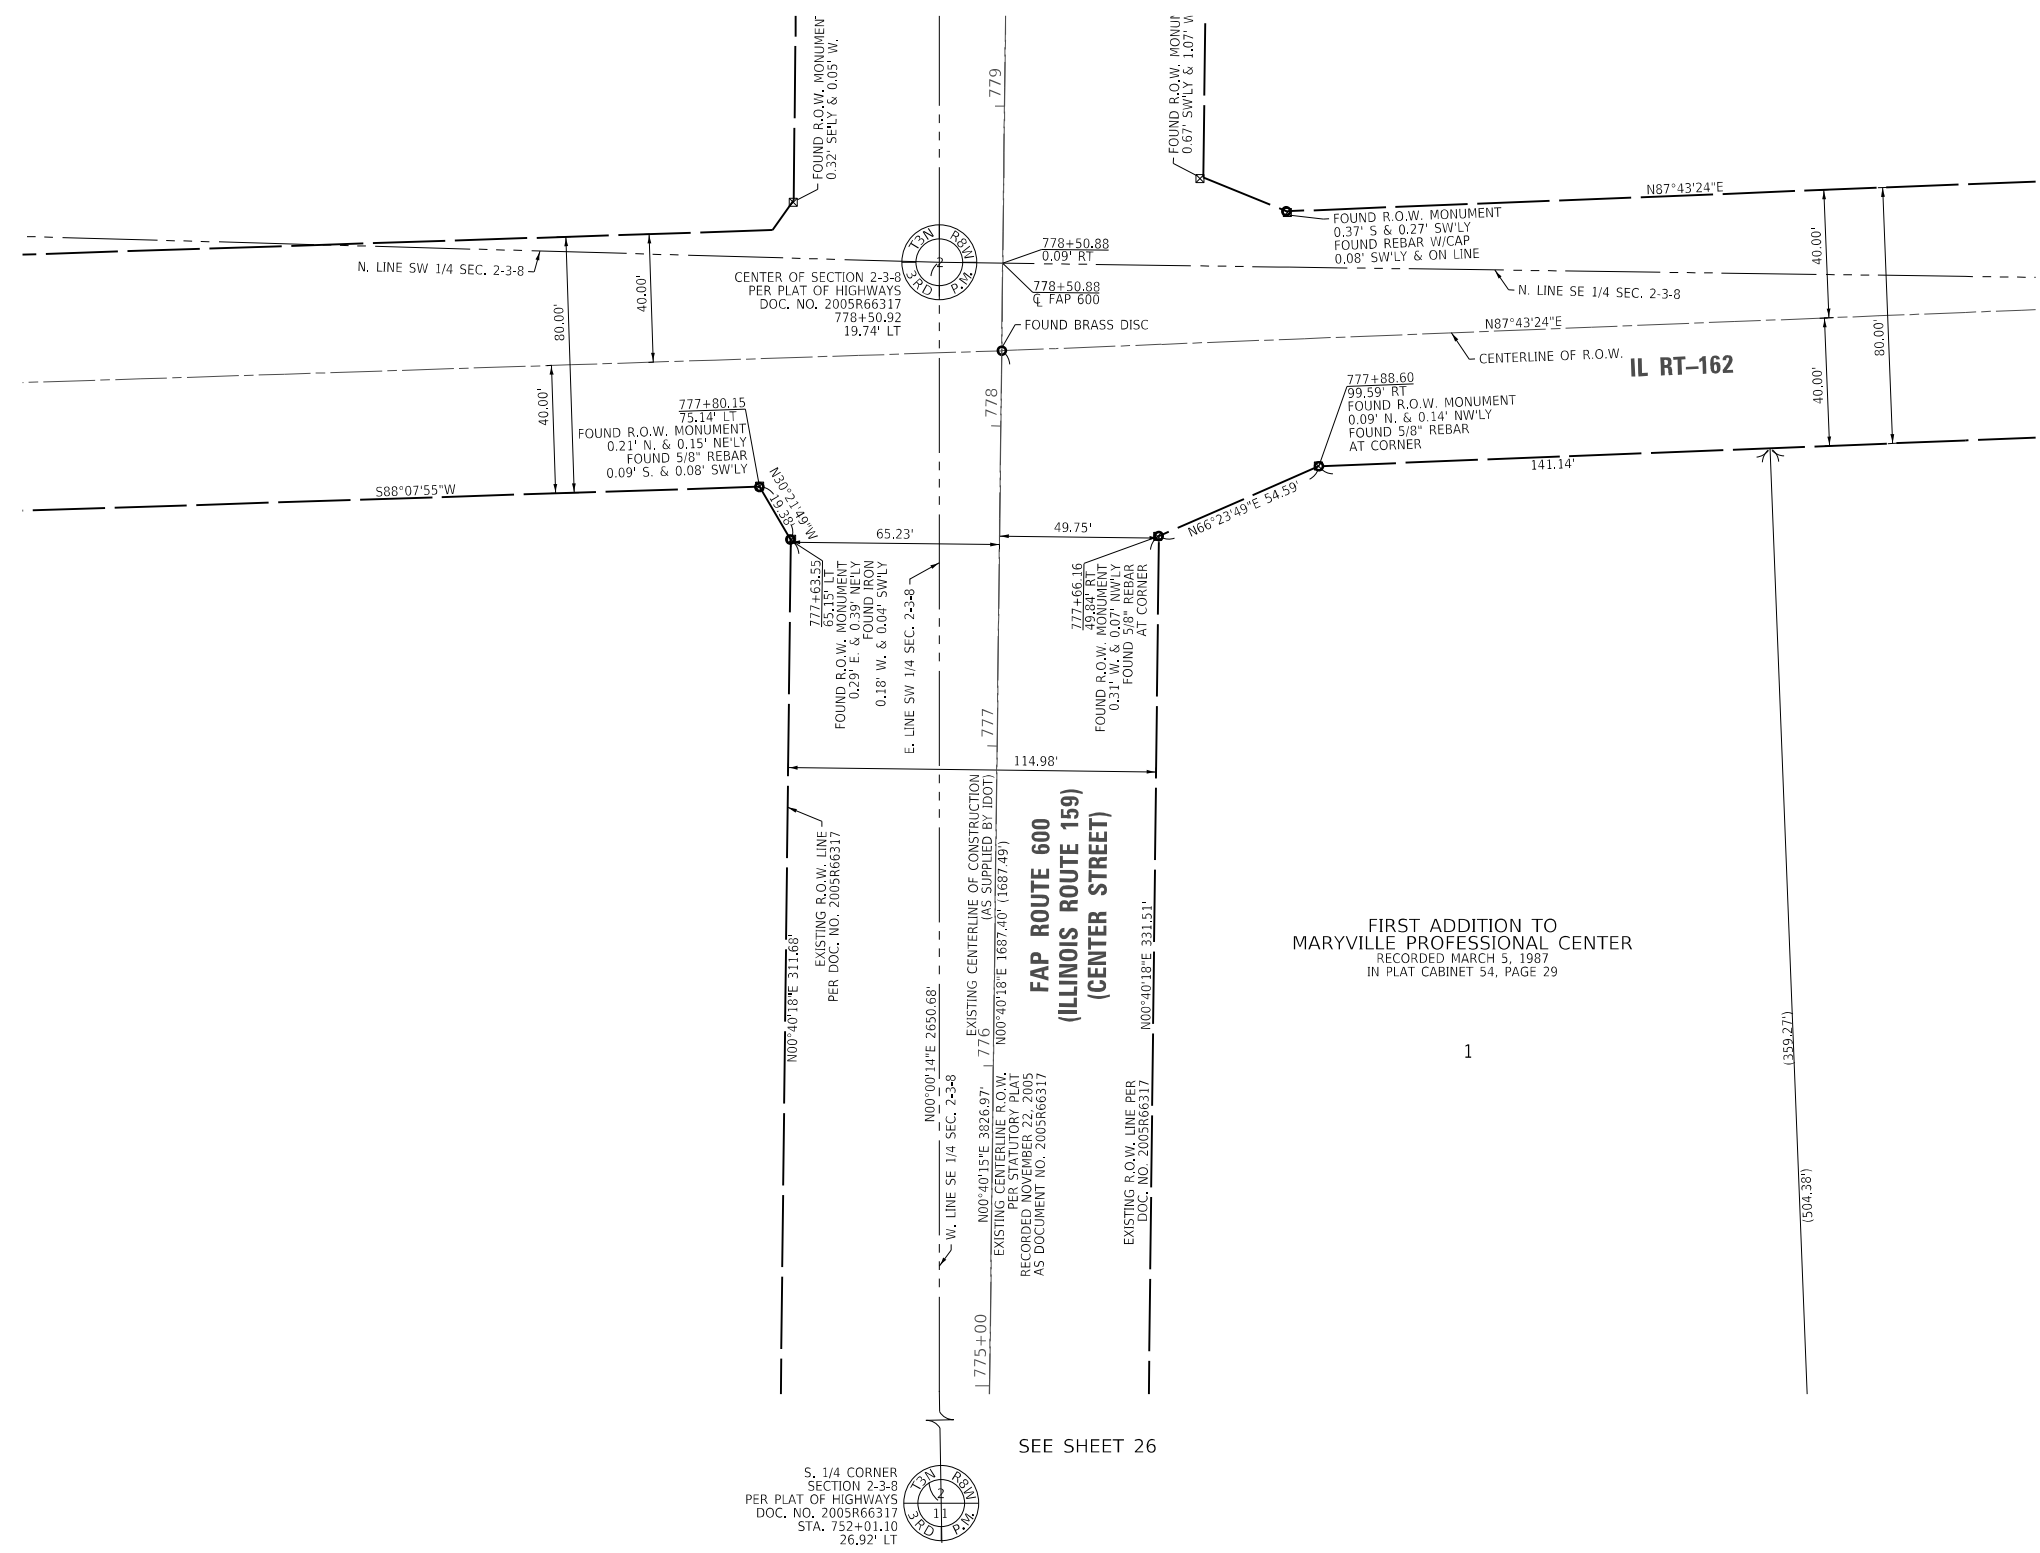 FOUND R.O.W. MONUMENT
0.32' SE'LY & 0.05' W.
779
FOUND R.O.W. MONUM
0.67' SW'LY & 1.07' W
N87°43'24"E
FOUND R.O.W. MONUMENT
0.37' S & 0.27' SW'LY
FOUND REBAR W/CAP
0.08' SW'LY & ON LINE
40.00'
80.00'
40.00'
N. LINE SW 1/4 SEC. 2-3-8
80.00'
40.00'
40.00'
CENTER OF SECTION 2-3-8
PER PLAT OF HIGHWAYS
DOC. NO. 2005R66317
778+50.92
19.74' LT
T3N
R8W
2
3RD
P.M.
778+50.88
0.09' RT
778+50.88
℄ FAP 600
FOUND BRASS DISC
N. LINE SE 1/4 SEC. 2-3-8
N87°43'24"E
CENTERLINE OF R.O.W.
IL RT–162
777+80.15
75.14' LT
FOUND R.O.W. MONUMENT
0.21' N. & 0.15' NE'LY
FOUND 5/8" REBAR
0.09' S. & 0.08' SW'LY
778
777+88.60
99.59' RT
FOUND R.O.W. MONUMENT
0.09' N. & 0.14' NW'LY
FOUND 5/8" REBAR
AT CORNER
S88°07'55"W
N30°21'49"W
19.38'
141.14'
N66°23'49"E 54.59'
65.23'
49.75'
777+63.55
65.15' LT
FOUND R.O.W. MONUMENT
0.29' E. & 0.39' NE'LY
FOUND IRON
0.18' W. & 0.04' SW'LY
E. LINE SW 1/4 SEC. 2-3-8
777+66.16
49.84' RT
FOUND R.O.W. MONUMENT
0.31' W. & 0.07' NW'LY
FOUND 5/8" REBAR
AT CORNER
777
114.98'
EXISTING R.O.W. LINE
PER DOC. NO. 2005R66317
N00°40'18"E 311.68'
N00°00'14"E 2650.68'
W. LINE SE 1/4 SEC. 2-3-8
EXISTING CENTERLINE OF CONSTRUCTION
(AS SUPPLIED BY IDOT)
N00°40'18"E 1687.40' (1687.49')
776
FAP ROUTE 600
(ILLINOIS ROUTE 159)
(CENTER STREET)
N00°40'18"E 331.51'
N00°40'15"E 3826.97'
EXISTING CENTERLINE R.O.W.
PER STATUTORY PLAT
RECORDED NOVEMBER 22, 2005
AS DOCUMENT NO. 2005R66317
EXISTING R.O.W. LINE PER
DOC. NO. 2005R66317
FIRST ADDITION TO
MARYVILLE PROFESSIONAL CENTER
RECORDED MARCH 5, 1987
IN PLAT CABINET 54, PAGE 29
1
(359.27')
(504.38')
775+00
SEE SHEET 26
S. 1/4 CORNER
SECTION 2-3-8
PER PLAT OF HIGHWAYS
DOC. NO. 2005R66317
STA. 752+01.10
26.92' LT
T3N
R8W
2
11
3RD
P.M.